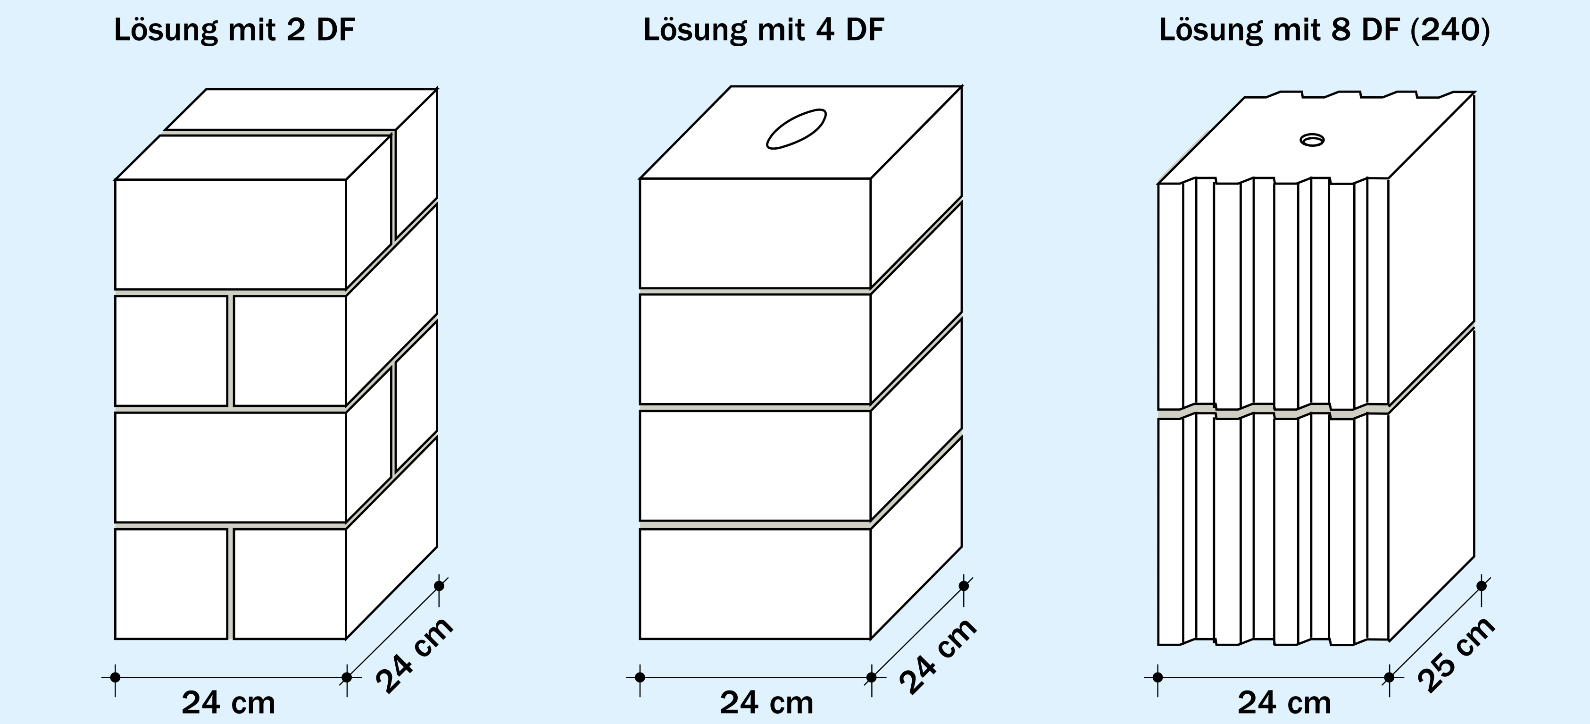 Lösung mit 2 DF
Lösung mit 4 DF
Lösung mit 8 DF (240)
24 cm
24 cm
24 cm
24 cm
24 cm
25 cm